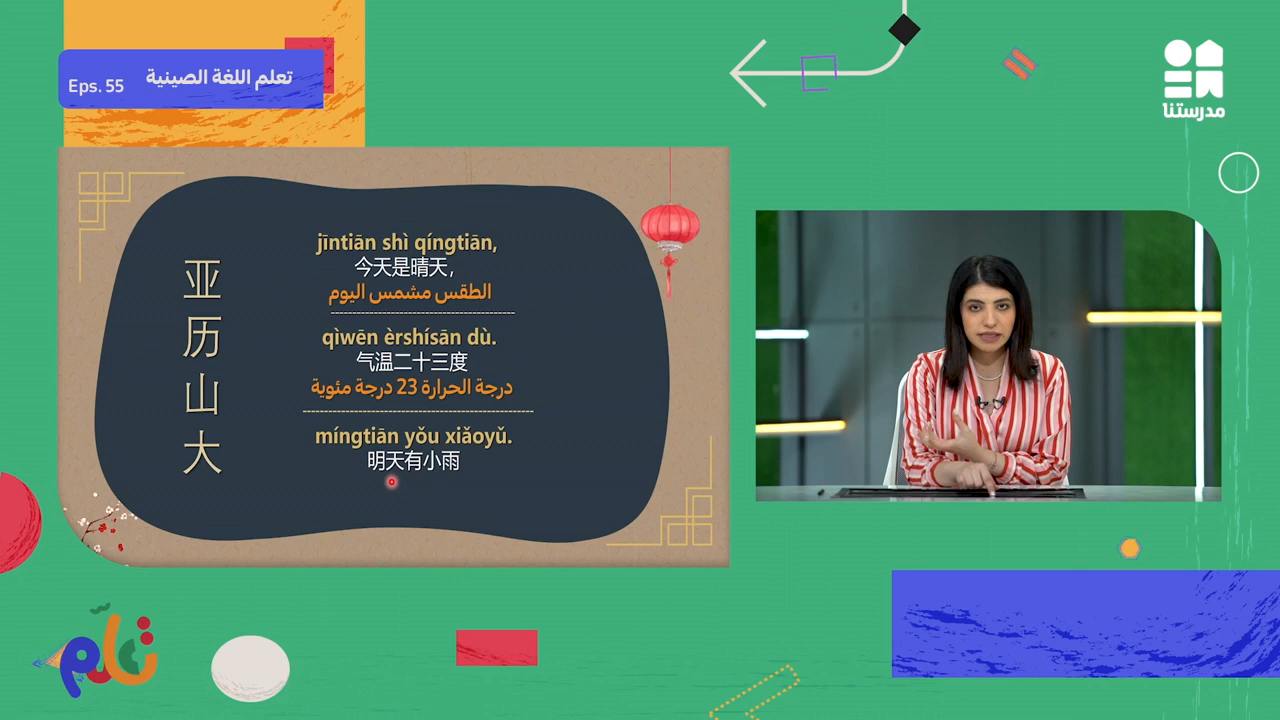 Eps. 55 تعلم اللغة الصينية
مدرستنا
亚
历
山
大
jīntiān shì qíngtiān,
今天是晴天，
الطقس مشمس اليوم
qìwēn èrshísān dù.
气温二十三度
درجة الحرارة 23 درجة مئوية
míngtiān yǒu xiǎoyǔ.
明天有小雨